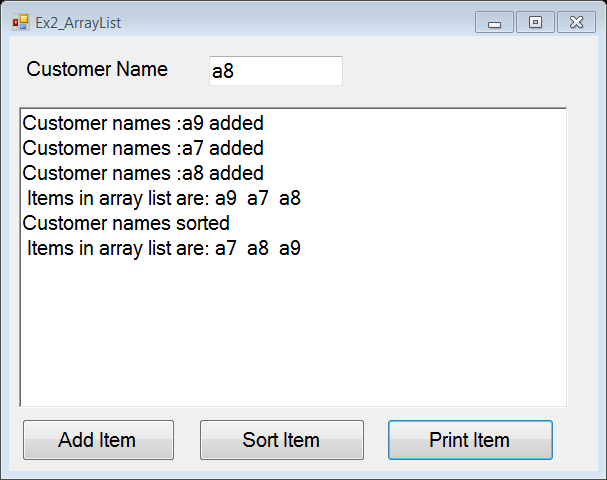 Ex2_ArrayList
Customer Name a8
Customer names :a9 added
Customer names :a7 added
Customer names :a8 added
Items in array list are: a9 a7 a8
Customer names sorted
Items in array list are: a7 a8 a9
Add Item Sort Item Print Item